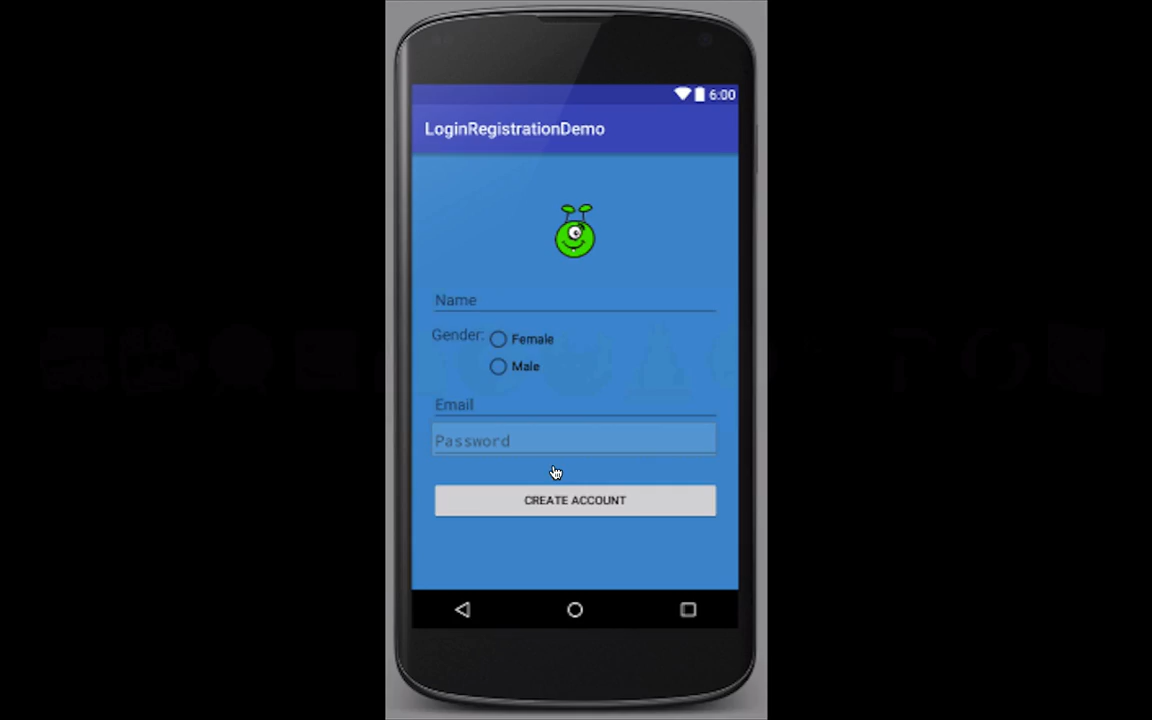 6:00
LoginRegistrationDemo
Name
Gender: Female
Male
Email
Password
CREATE ACCOUNT